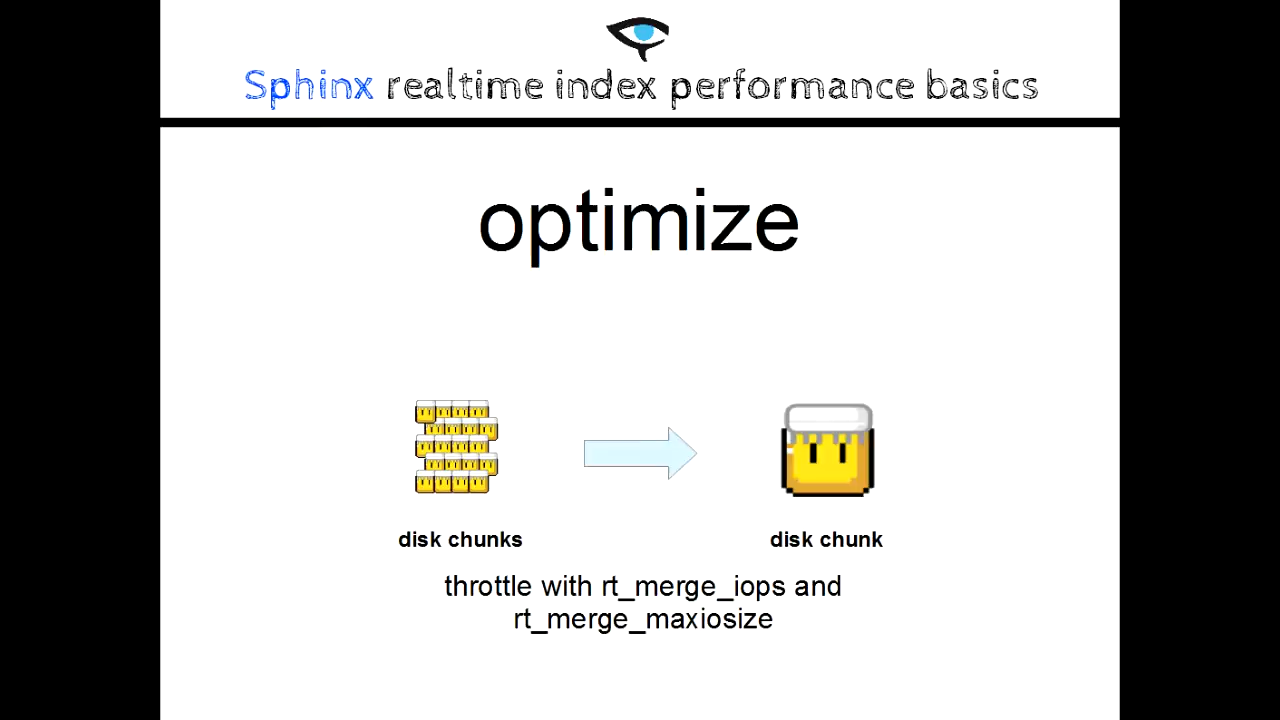 Sphinx realtime index performance basics
optimize
disk chunks
disk chunk
throttle with rt_merge_iops and
rt_merge_maxiosize